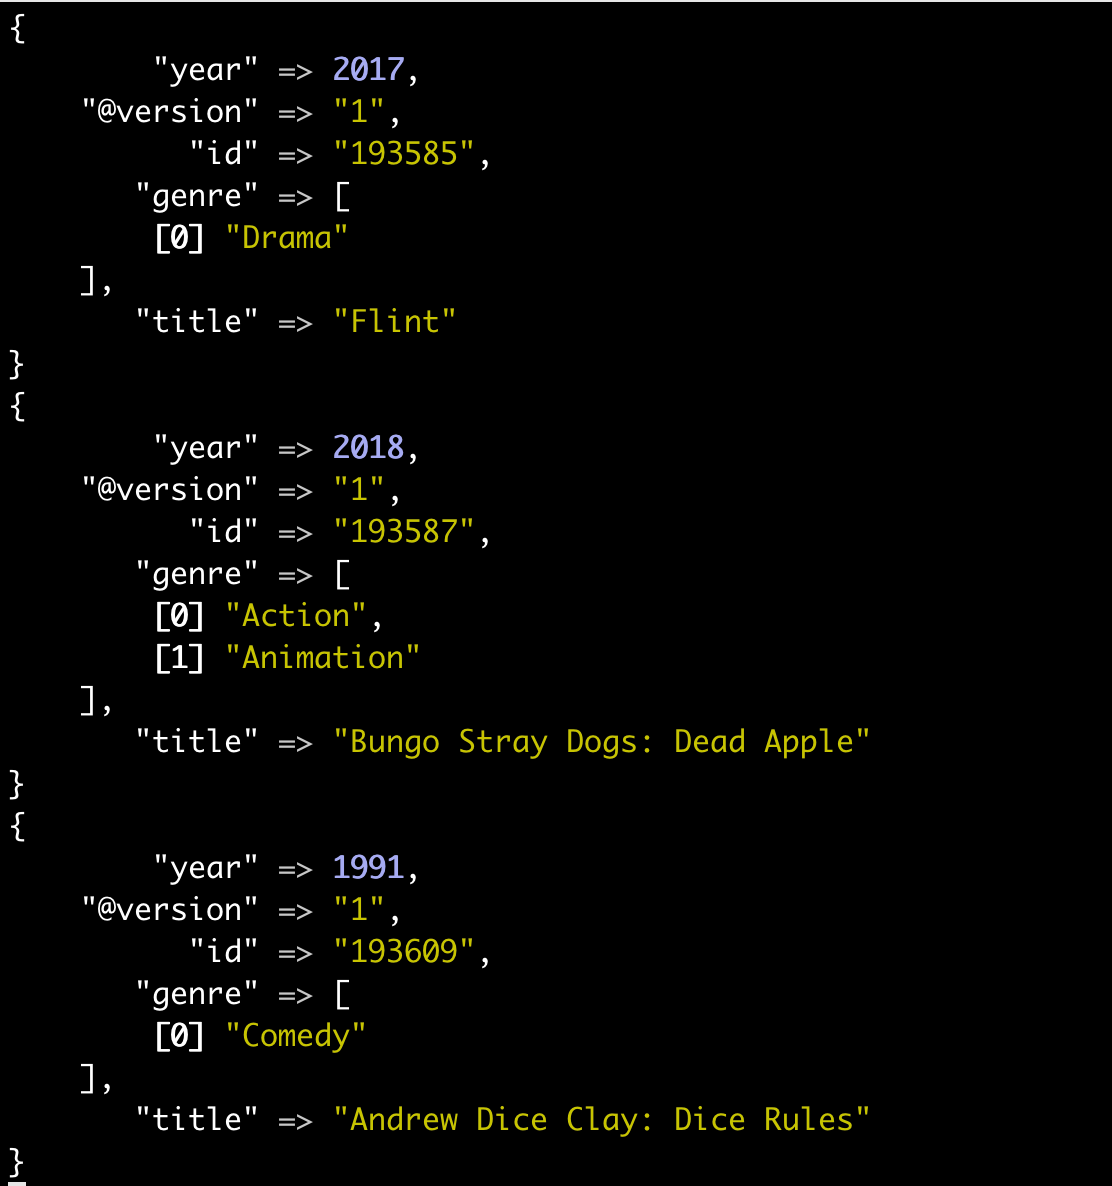 {
         "year" => 2017,
     "@version" => "1",
           "id" => "193585",
        "genre" => [
         [0] "Drama"
     ],
        "title" => "Flint"
}
{
         "year" => 2018,
     "@version" => "1",
           "id" => "193587",
        "genre" => [
         [0] "Action",
         [1] "Animation"
     ],
        "title" => "Bungo Stray Dogs: Dead Apple"
}
{
         "year" => 1991,
     "@version" => "1",
           "id" => "193609",
        "genre" => [
         [0] "Comedy"
     ],
        "title" => "Andrew Dice Clay: Dice Rules"
}